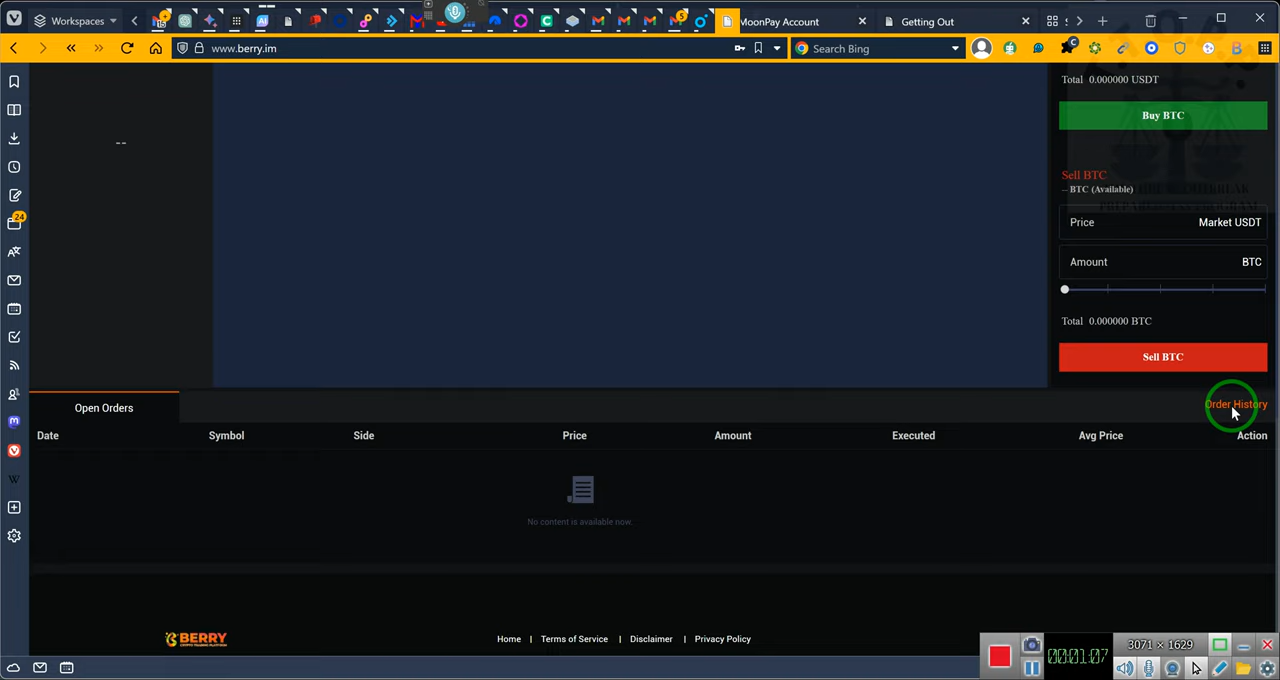 Workspaces
MoonPay Account
Getting Out
www.berry.im
Search Bing
Total 0.000000 USDT
Buy BTC
--
Sell BTC
-- BTC (Available)
Price Market USDT
Amount BTC
24
Total 0.000000 BTC
Sell BTC
Open Orders Order History
Date Symbol Side Price Amount Executed Avg Price Action
No content is available now.
BERRY
Home | Terms of Service | Disclaimer | Privacy Policy
3071 × 1629
00:01:07